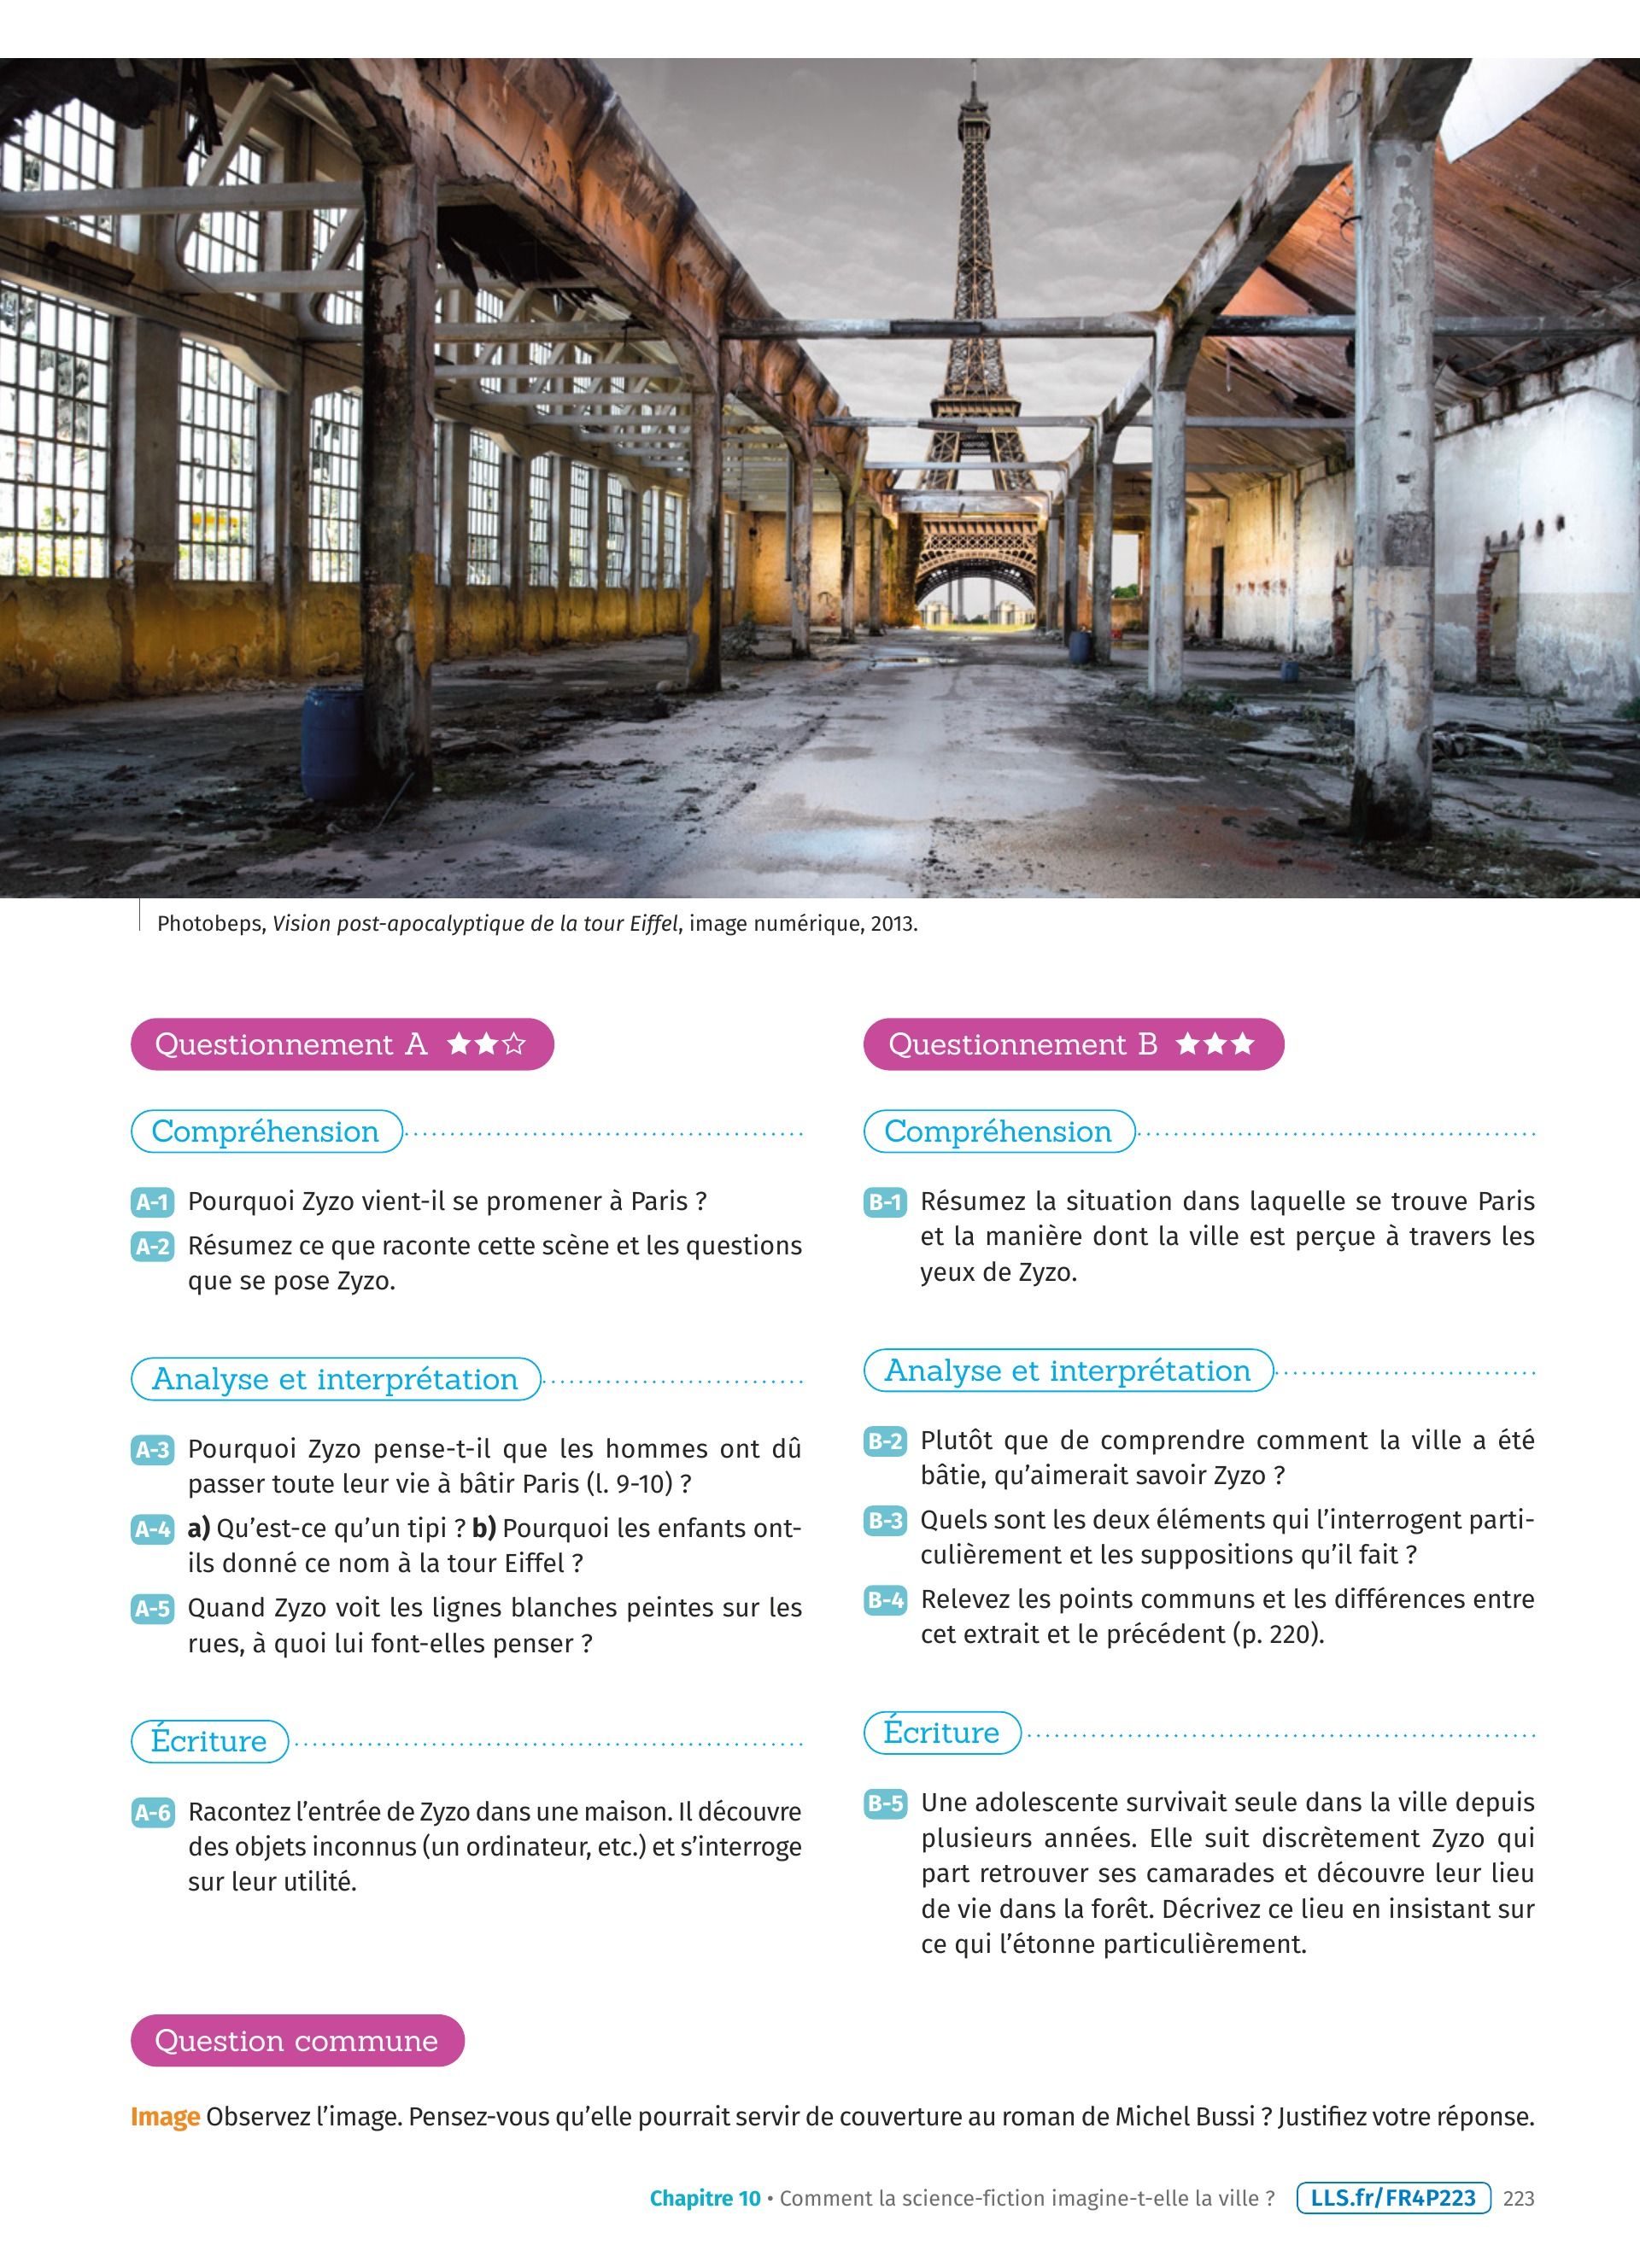 Photobeps, Vision post-apocalyptique de la tour Eiffel, image numérique, 2013.
Questionnement A
Compréhension
A-1 Pourquoi Zyzo vient-il se promener à Paris ?
A-2 Résumez ce que raconte cette scène et les questions
que se pose Zyzo.
Analyse et interprétation
A-3 Pourquoi Zyzo pense-t-il que les hommes ont dû
passer toute leur vie à bâtir Paris (l. 9-10) ?
A-4 a) Qu'est-ce qu'un tipi ? b) Pourquoi les enfants ont-
ils donné ce nom à la tour Eiffel ?
A-5 Quand Zyzo voit les lignes blanches peintes sur les
rues, à quoi lui font-elles penser ?
Écriture
A-6 Racontez l'entrée de Zyzo dans une maison. Il découvre
des objets inconnus (un ordinateur, etc.) et s'interroge
sur leur utilité.
Questionnement B
Compréhension
B-1 Résumez la situation dans laquelle se trouve Paris
et la manière dont la ville est perçue à travers les
yeux de Zyzo.
Analyse et interprétation
B-2 Plutôt que de comprendre comment la ville a été
bâtie, qu'aimerait savoir Zyzo ?
B-3 Quels sont les deux éléments qui l'interrogent parti-
culièrement et les suppositions qu'il fait ?
B-4 Relevez les points communs et les différences entre
cet extrait et le précédent (p. 220).
Écriture
B-5 Une adolescente survivait seule dans la ville depuis
plusieurs années. Elle suit discrètement Zyzo qui
part retrouver ses camarades et découvre leur lieu
de vie dans la forêt. Décrivez ce lieu en insistant sur
ce qui l'étonne particulièrement.
Question commune
Image Observez l'image. Pensez-vous qu'elle pourrait servir de couverture au roman de Michel Bussi ? Justifiez votre réponse.
Chapitre 10 • Comment la science-fiction imagine-t-elle la ville ? LLS.fr/FR4P223 223